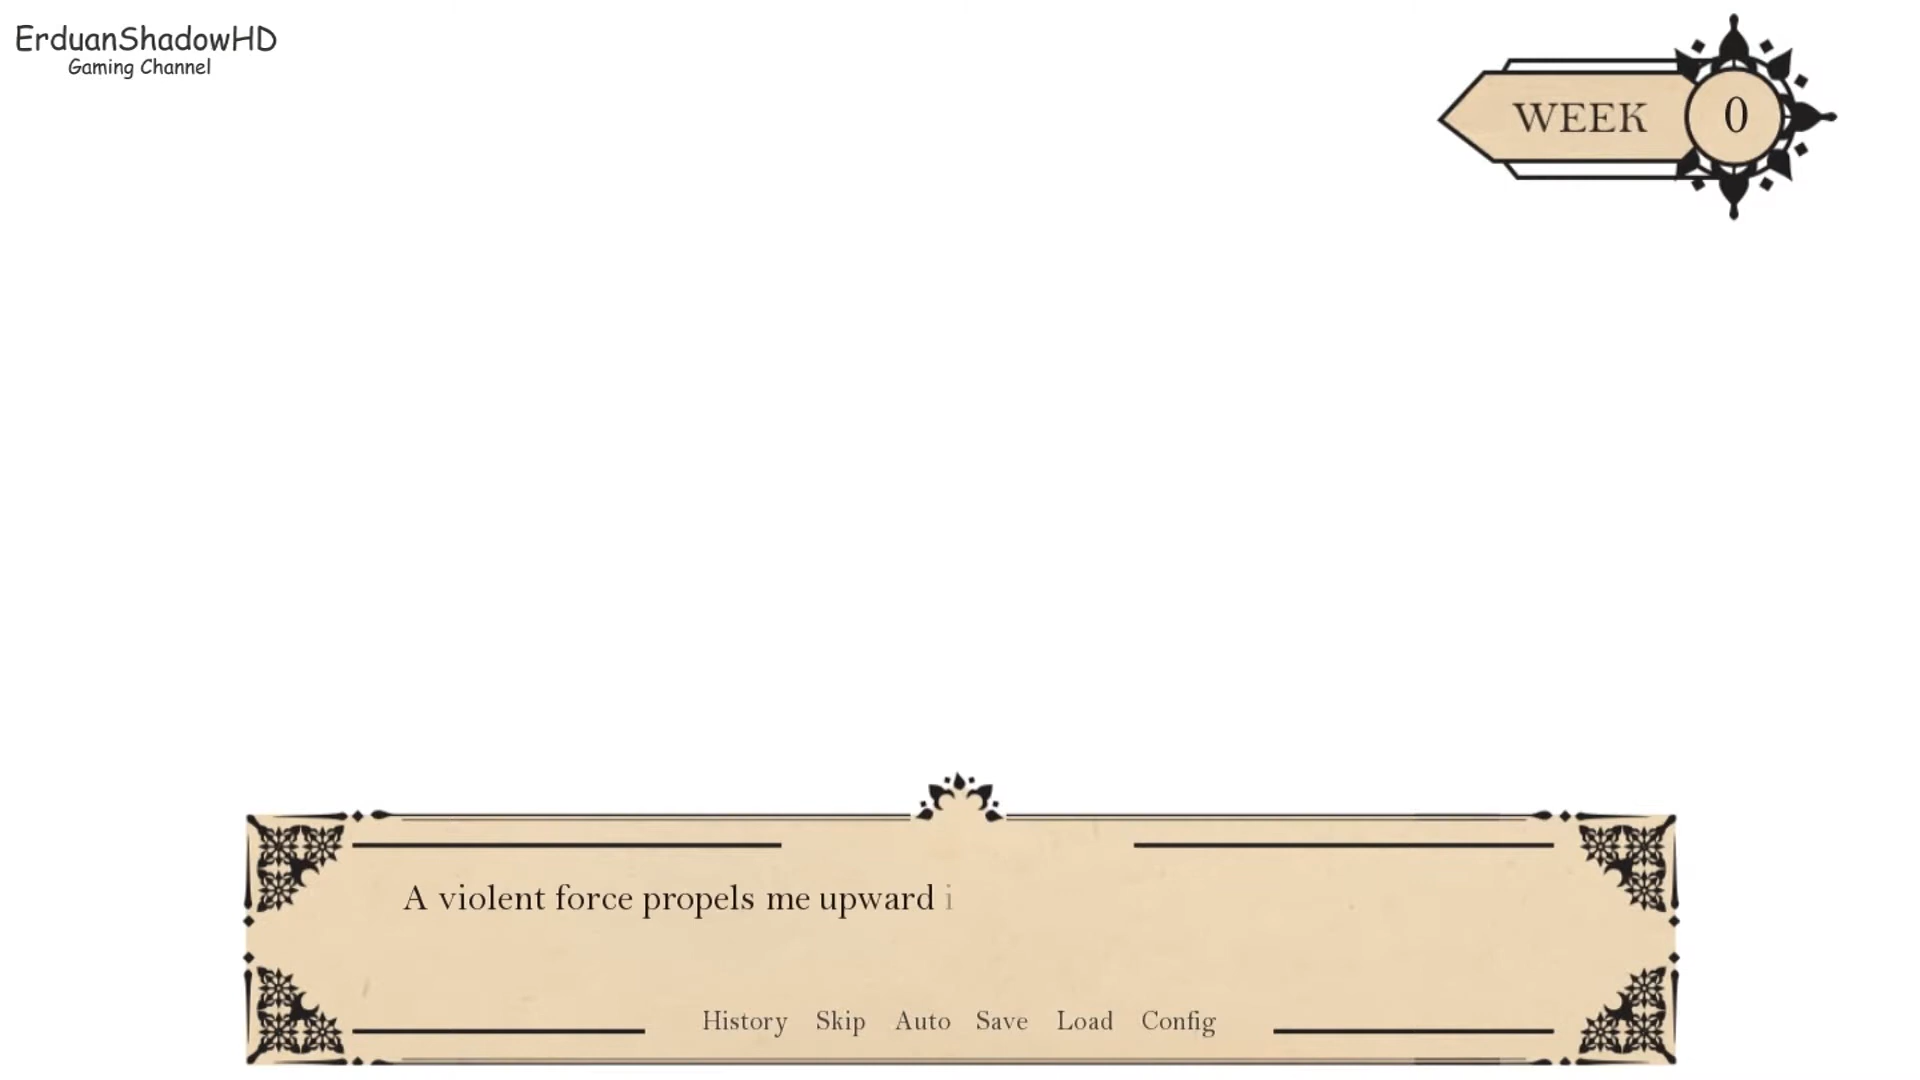 ErduanShadowHD
Gaming Channel
WEEK 0
A violent force propels me upward i
History Skip Auto Save Load Config